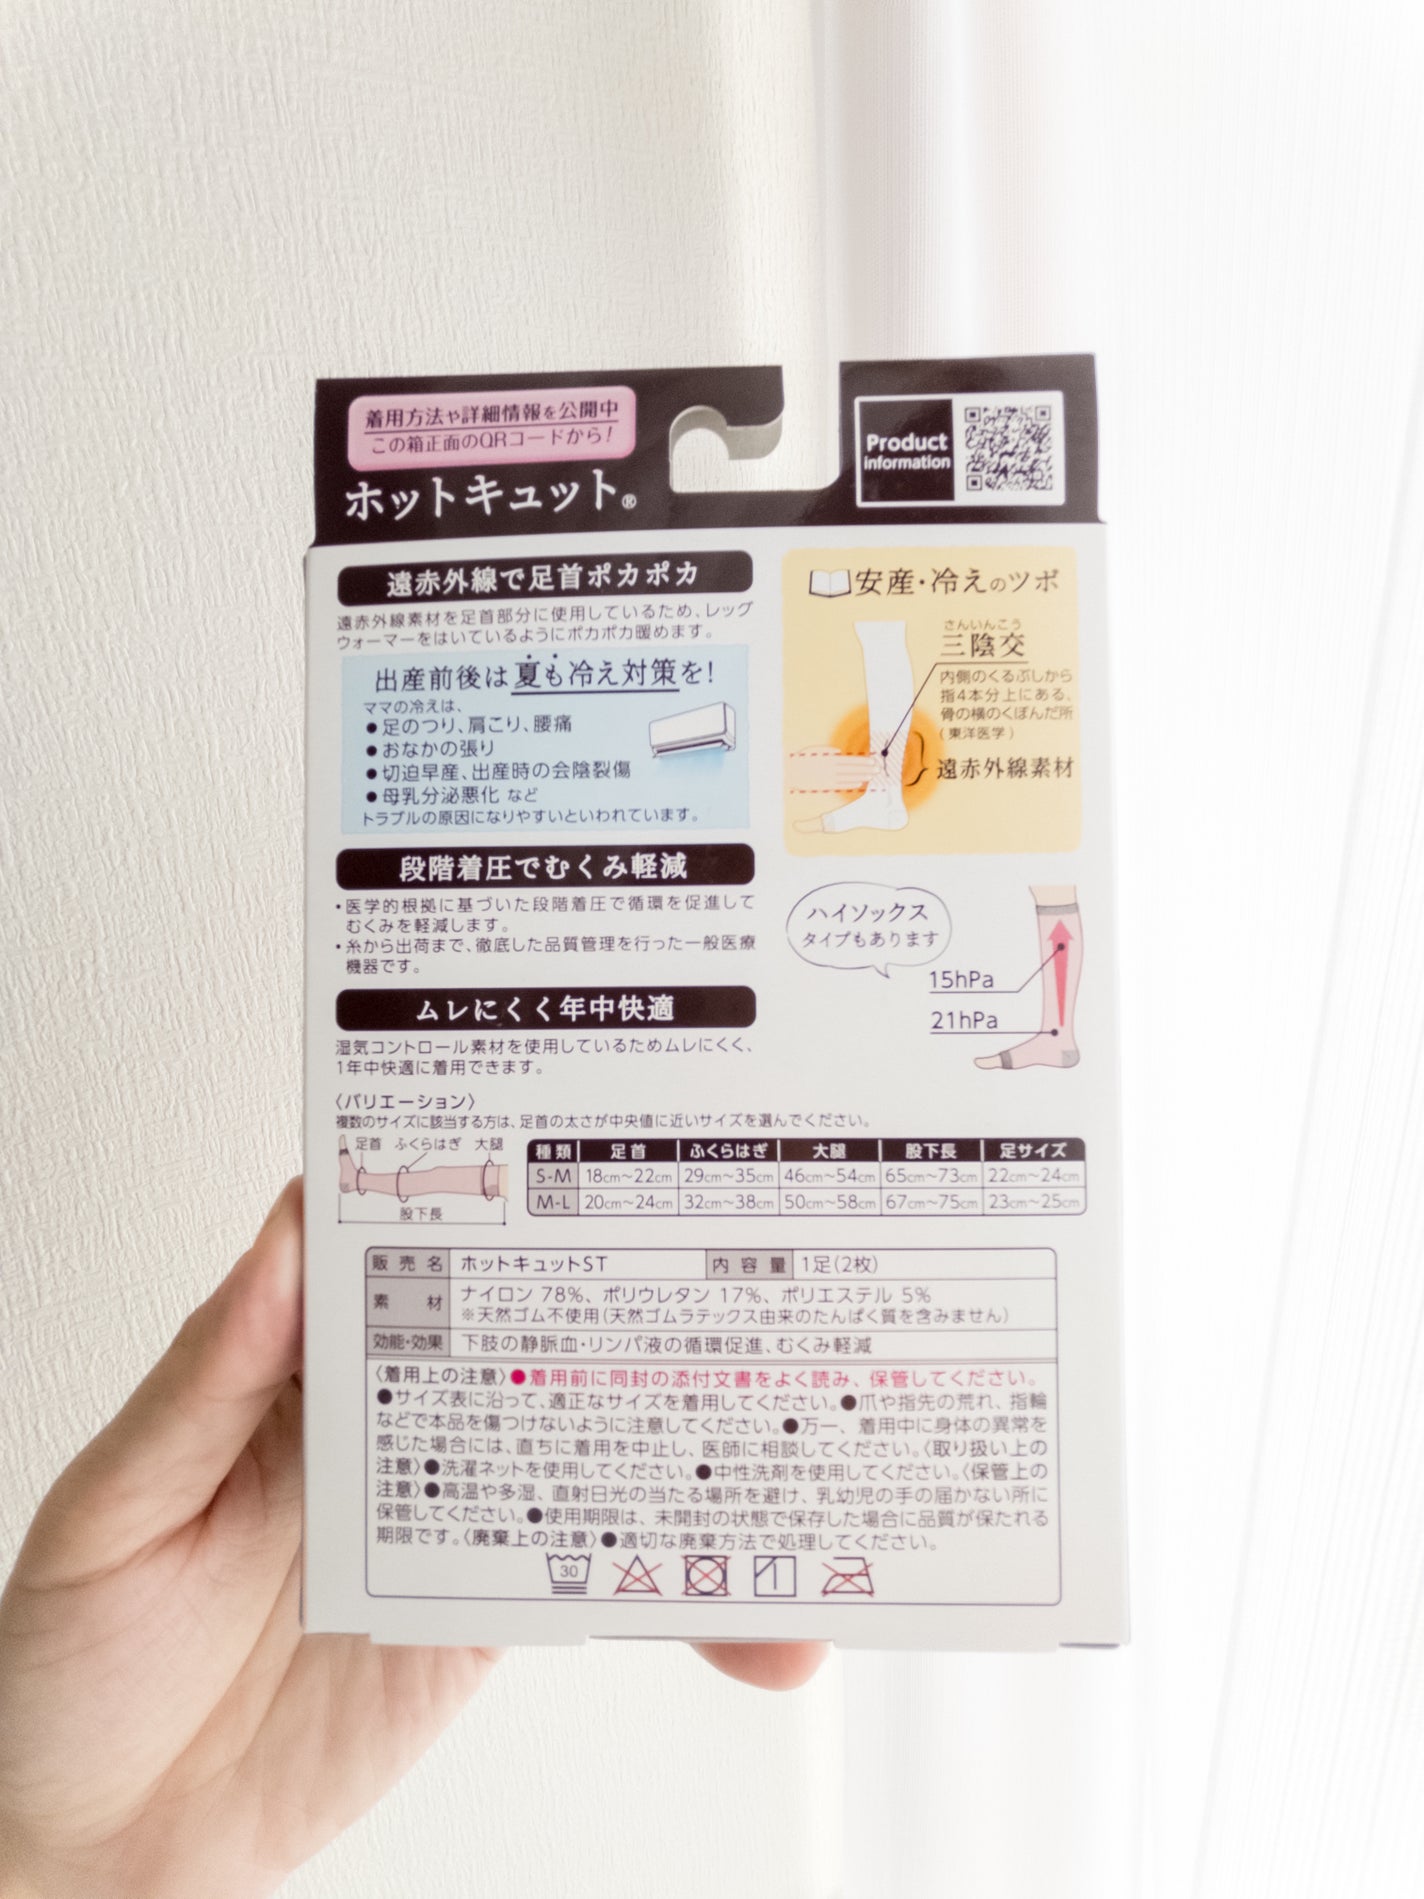 着用方法や詳細情報を公開中
この箱正面のQRコードから!
ホットキュット®
Product
information
遠赤外線で足首ポカポカ
遠赤外線素材を足首部分に使用しているため、レッグ
ウォーマーをはいているようにポカポカ暖めます。
出産前後は夏も冷え対策を!
ママの冷えは、
●足のつり、肩こり、腰痛
●おなかの張り
●切迫早産、出産時の会陰裂傷
●母乳分泌悪化 など
トラブルの原因になりやすいといわれています。
安産・冷えのツボ
さんいんこう
三陰交
内側のくるぶしから
指4本分上にある、
骨の横のくぼんだ所
(東洋医学)
遠赤外線素材
段階着圧でむくみ軽減
・医学的根拠に基づいた段階着圧で循環を促進して
むくみを軽減します。
・糸から出荷まで、徹底した品質管理を行った一般医療
機器です。
ハイソックス
タイプもあります
15hPa
21hPa
ムレにくく年中快適
湿気コントロール素材を使用しているためムレにくく、
1年中快適に着用できます。
〈バリエーション〉
複数のサイズに該当する方は、足首の太さが中央値に近いサイズを選んでください。
足首 ふくらはぎ 大腿
股下長
種類 足首 ふくらはぎ 大腿 股下長 足サイズ
S-M 18cm〜22cm 29cm〜35cm 46cm〜54cm 65cm〜73cm 22cm〜24cm
M-L 20cm〜24cm 32cm〜38cm 50cm〜58cm 67cm〜75cm 23cm〜25cm
販売名 ホットキュットST 内容量 1足(2枚)
素材 ナイロン 78%、ポリウレタン 17%、ポリエステル 5%
※天然ゴム不使用(天然ゴムラテックス由来のたんぱく質を含みません)
効能・効果 下肢の静脈血・リンパ液の循環促進、むくみ軽減
〈着用上の注意〉●着用前に同封の添付文書をよく読み、保管してください。
●サイズ表に沿って、適正なサイズを着用してください。●爪や指先の荒れ、指輪
などで本品を傷つけないように注意してください。●万一、着用中に身体の異常を
感じた場合には、直ちに着用を中止し、医師に相談してください。〈取り扱い上の
注意〉●洗濯ネットを使用してください。●中性洗剤を使用してください。〈保管上の
注意〉●高温や多湿、直射日光の当たる場所を避け、乳幼児の手の届かない所に
保管してください。●使用期限は、未開封の状態で保存した場合に品質が保たれる
期限です。〈廃棄上の注意〉●適切な廃棄方法で処理してください。
30